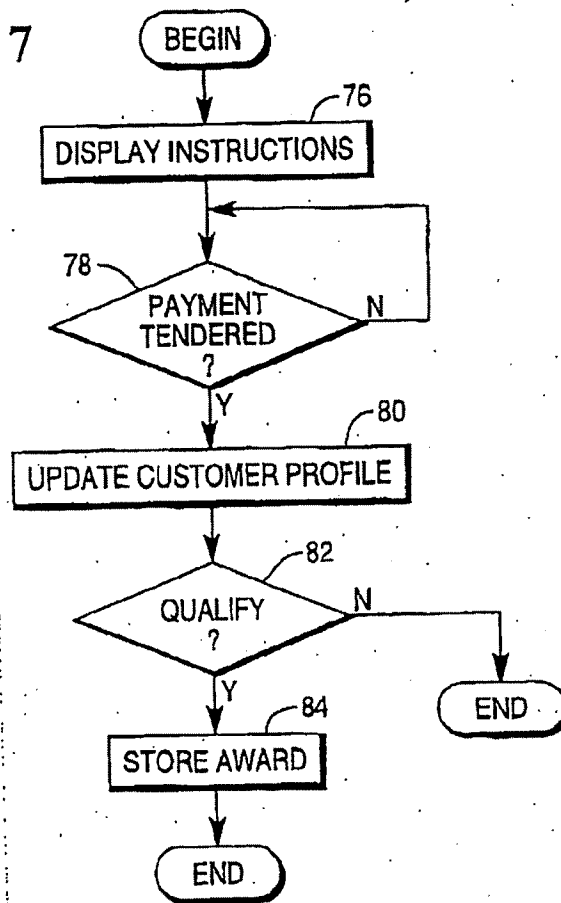 7
BEGIN
76
DISPLAY INSTRUCTIONS
78
PAYMENT
TENDERED
?
N
Y
80
UPDATE CUSTOMER PROFILE
82
QUALIFY
?
N
Y
END
84
STORE AWARD
END